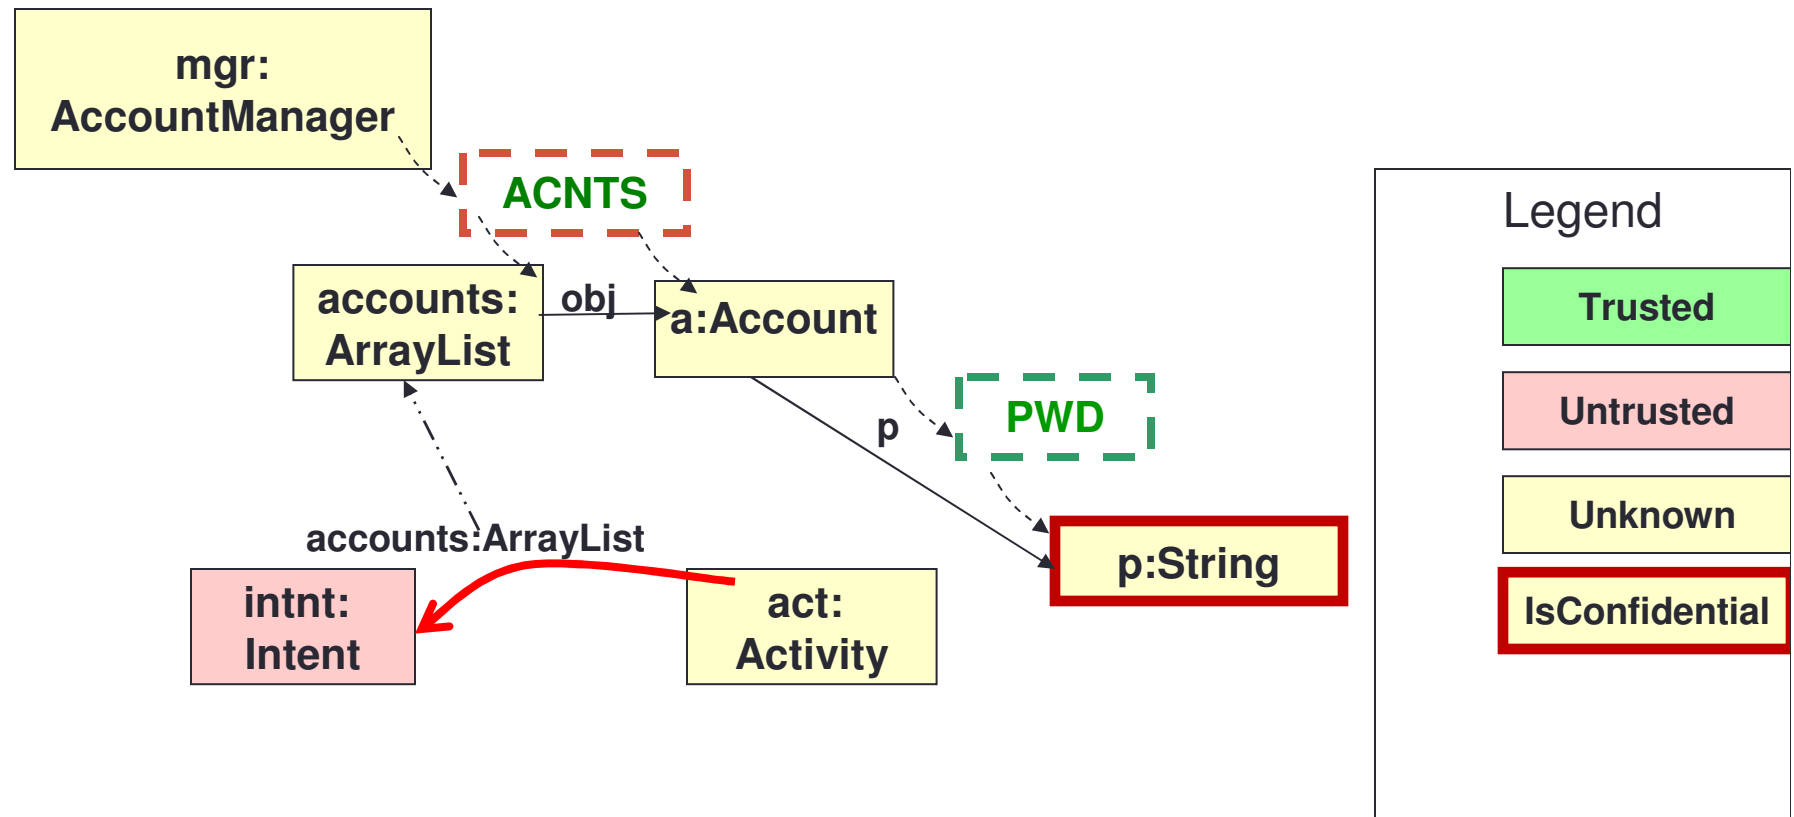 mgr:
AccountManager
ACNTS
accounts:
ArrayList
obj
a:Account
p
PWD
accounts:ArrayList
intnt:
Intent
act:
Activity
p:String
Legend
Trusted
Untrusted
Unknown
IsConfidential